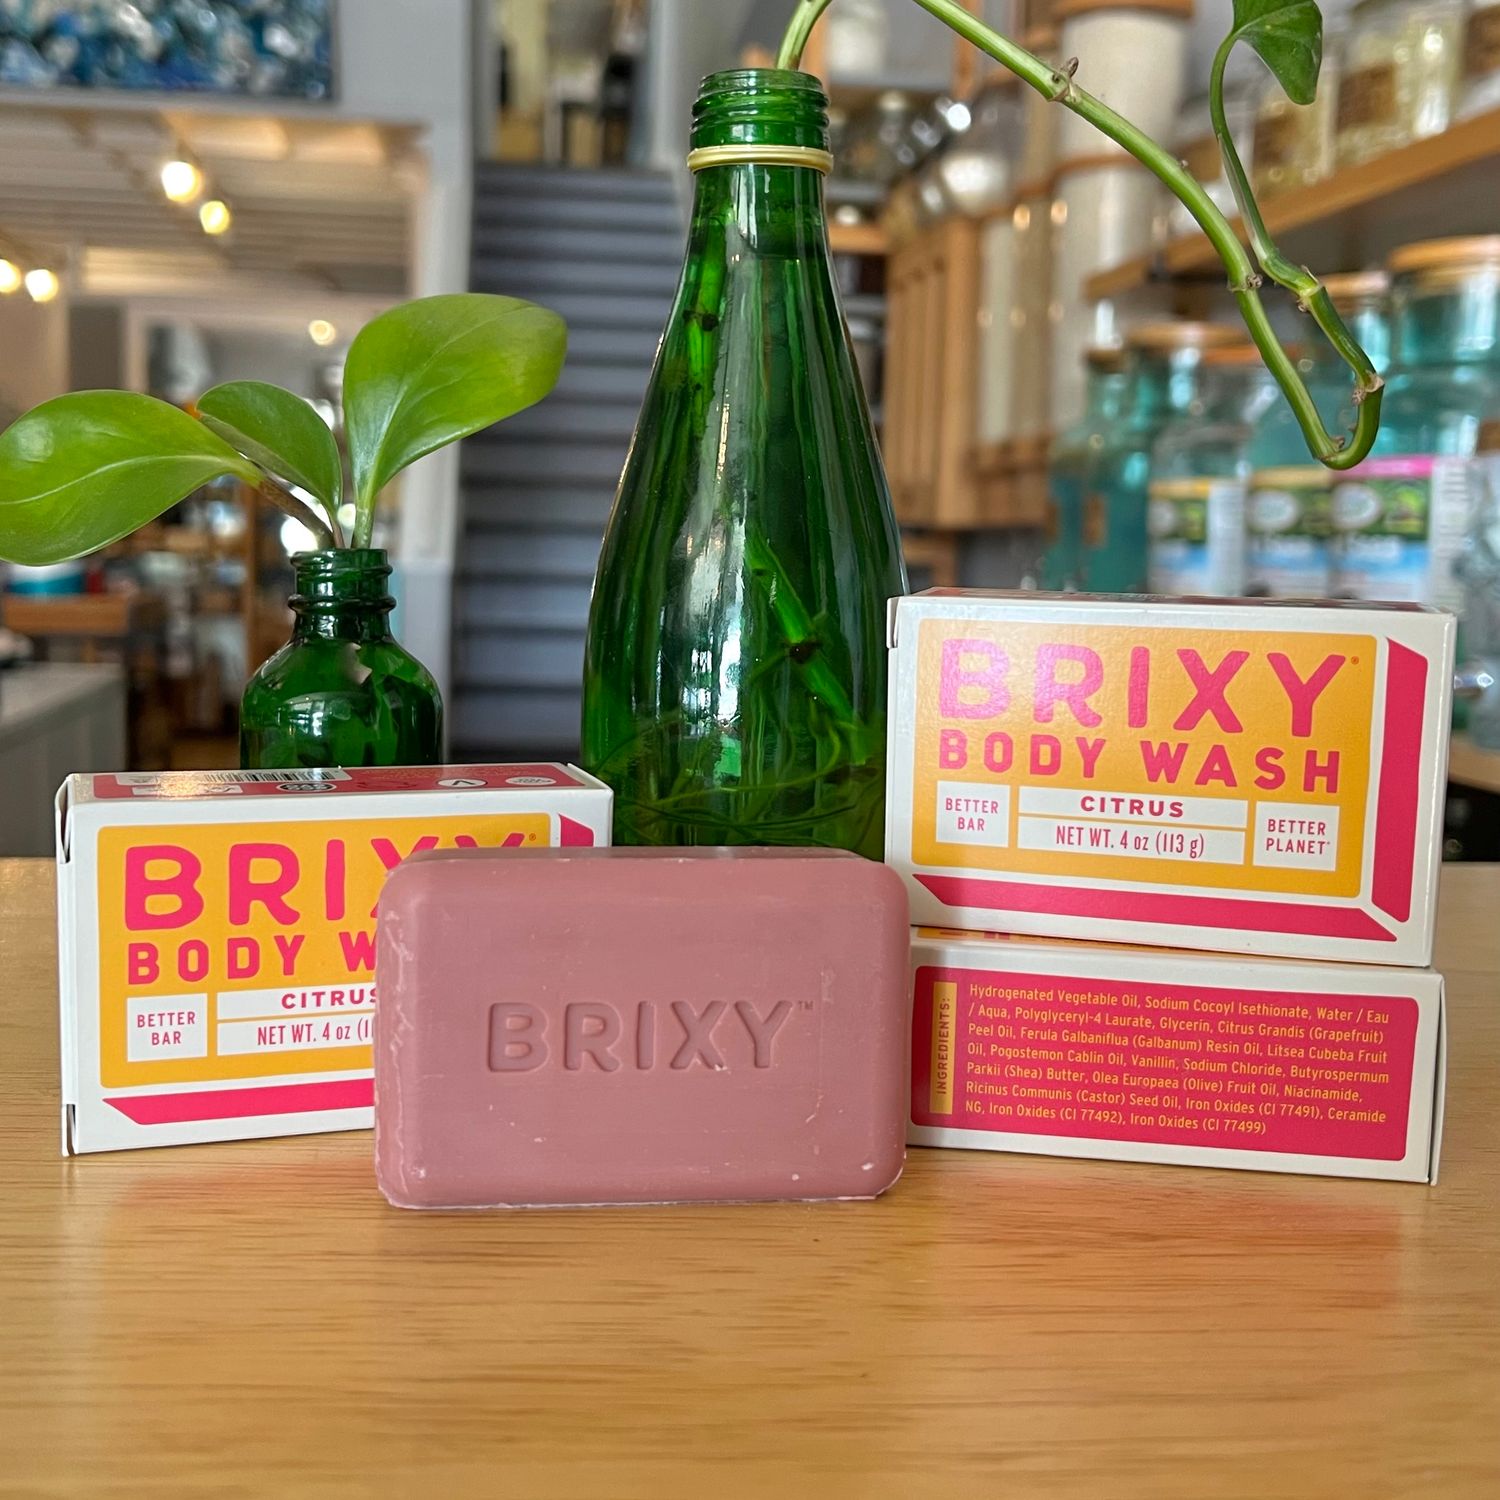 BRIXY
BODY W
CITRUS
NET WT. 4 oz
BETTER
BAR
BRIXY™
BRIXY®
BODY WASH
CITRUS
NET WT. 4 oz (113 g)
BETTER
BAR
BETTER
PLANET
INGREDIENTS:
Hydrogenated Vegetable Oil, Sodium Cocoyl Isethionate, Water / Eau
/ Aqua, Polyglyceryl-4 Laurate, Glycerin, Citrus Grandis (Grapefruit)
Peel Oil, Ferula Galbaniflua (Galbanum) Resin Oil, Litsea Cubeba Fruit
Oil, Pogostemon Cablin Oil, Vanillin, Sodium Chloride, Butyrospermum
Parkii (Shea) Butter, Olea Europaea (Olive) Fruit Oil, Niacinamide,
Ricinus Communis (Castor) Seed Oil, Iron Oxides (CI 77491), Ceramide
NG, Iron Oxides (CI 77492), Iron Oxides (CI 77499)